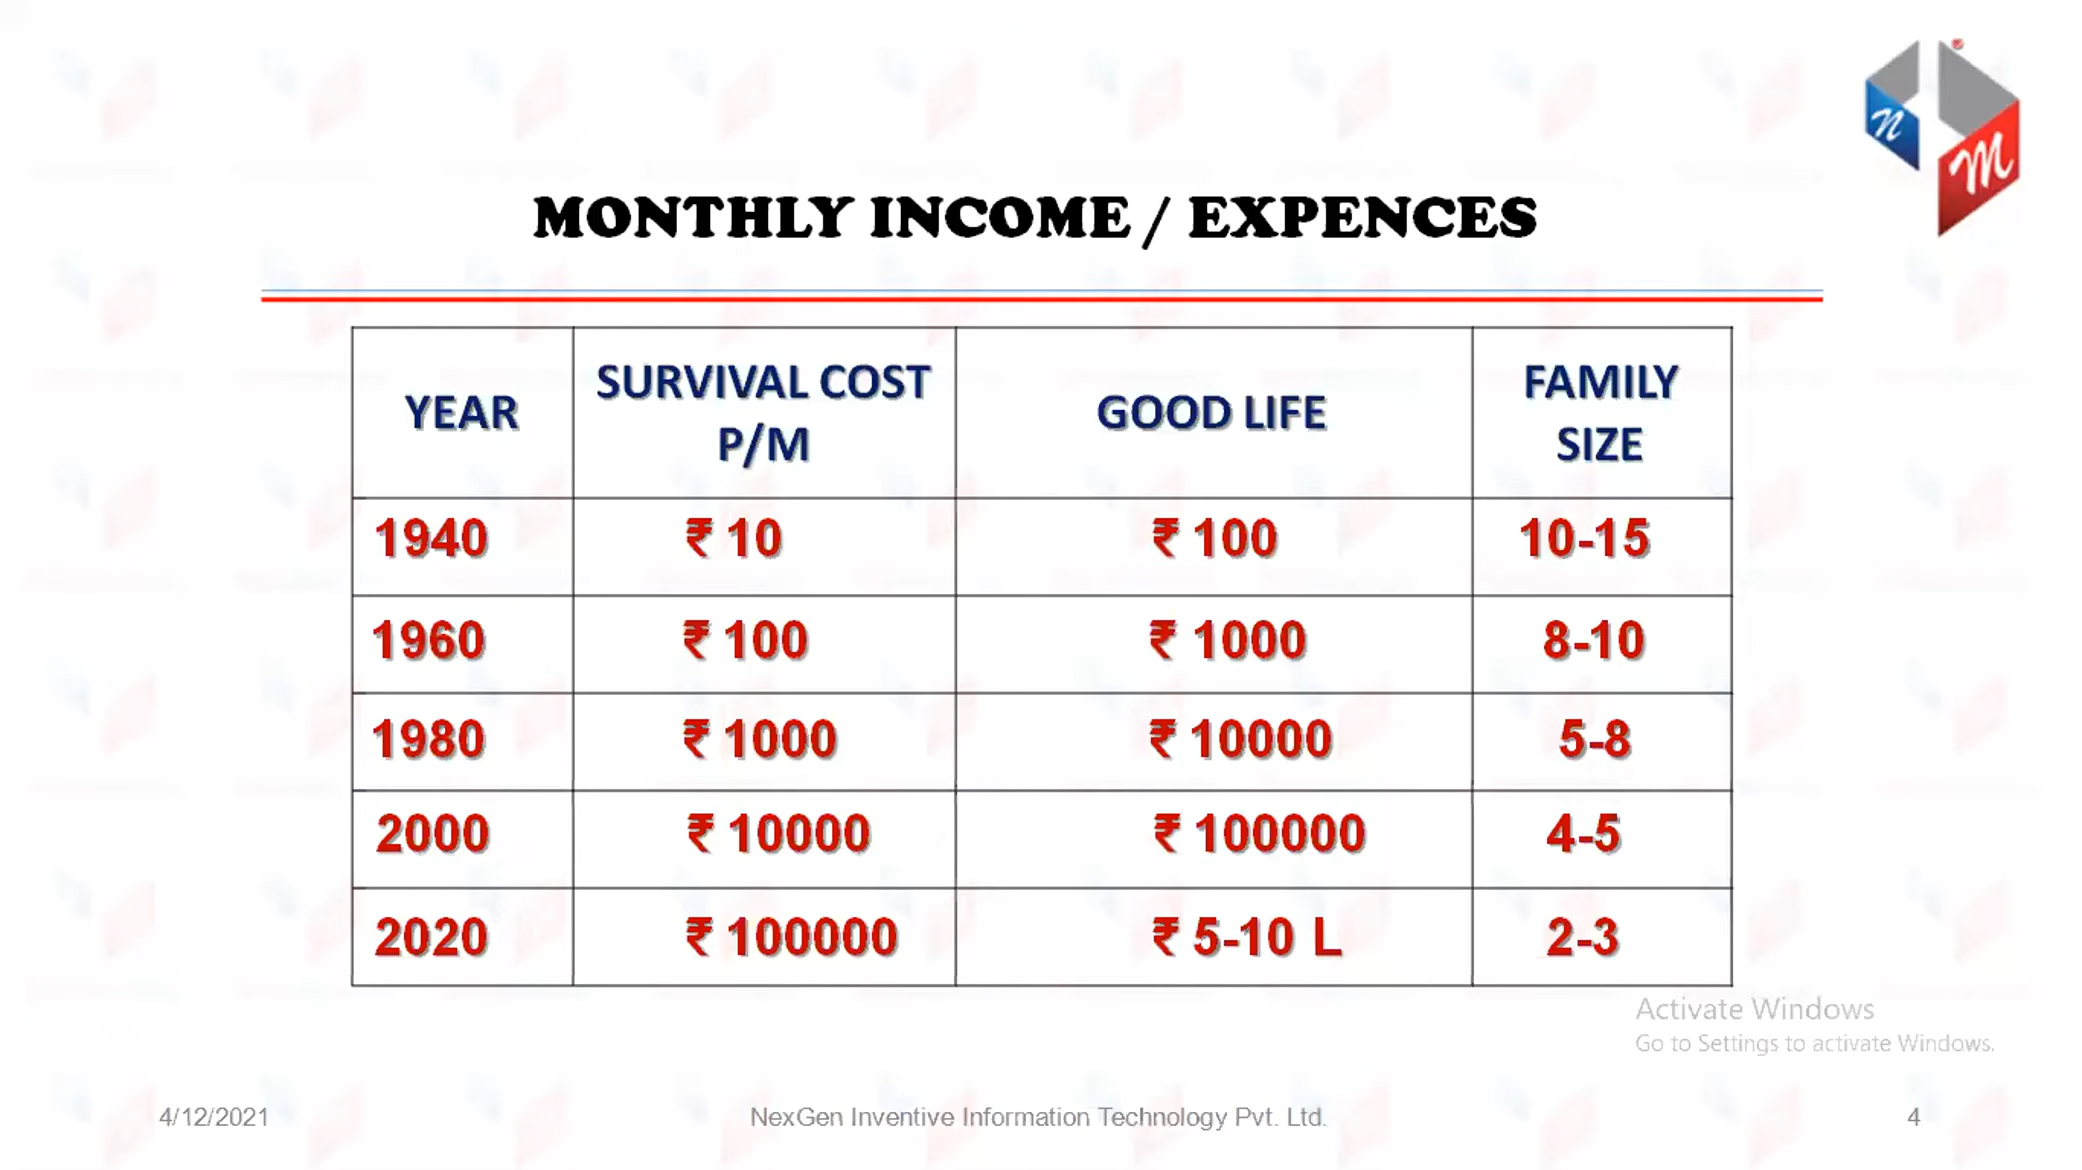 n
m
MONTHLY INCOME / EXPENCES
YEAR
SURVIVAL COST
P/M
GOOD LIFE
FAMILY
SIZE
1940 ₹ 10 ₹ 100 10-15
1960 ₹ 100 ₹ 1000 8-10
1980 ₹ 1000 ₹ 10000 5-8
2000 ₹ 10000 ₹ 100000 4-5
2020 ₹ 100000 ₹ 5-10 L 2-3
Activate Windows
Go to Settings to activate Windows.
4/12/2021 NexGen Inventive Information Technology Pvt. Ltd. 4